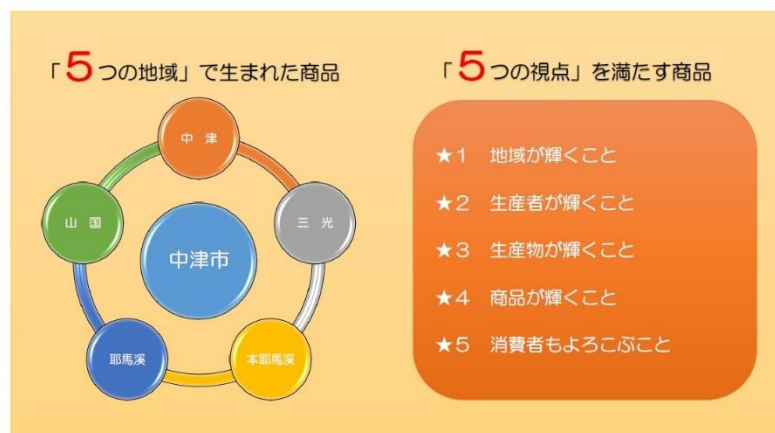 「5つの地域」で生まれた商品
中 津
山 国
三 光
中津市
耶馬溪
本耶馬渓
「5つの視点」を満たす商品
★1 地域が輝くこと
★2 生産者が輝くこと
★3 生産物が輝くこと
★4 商品が輝くこと
★5 消費者もよろこぶこと